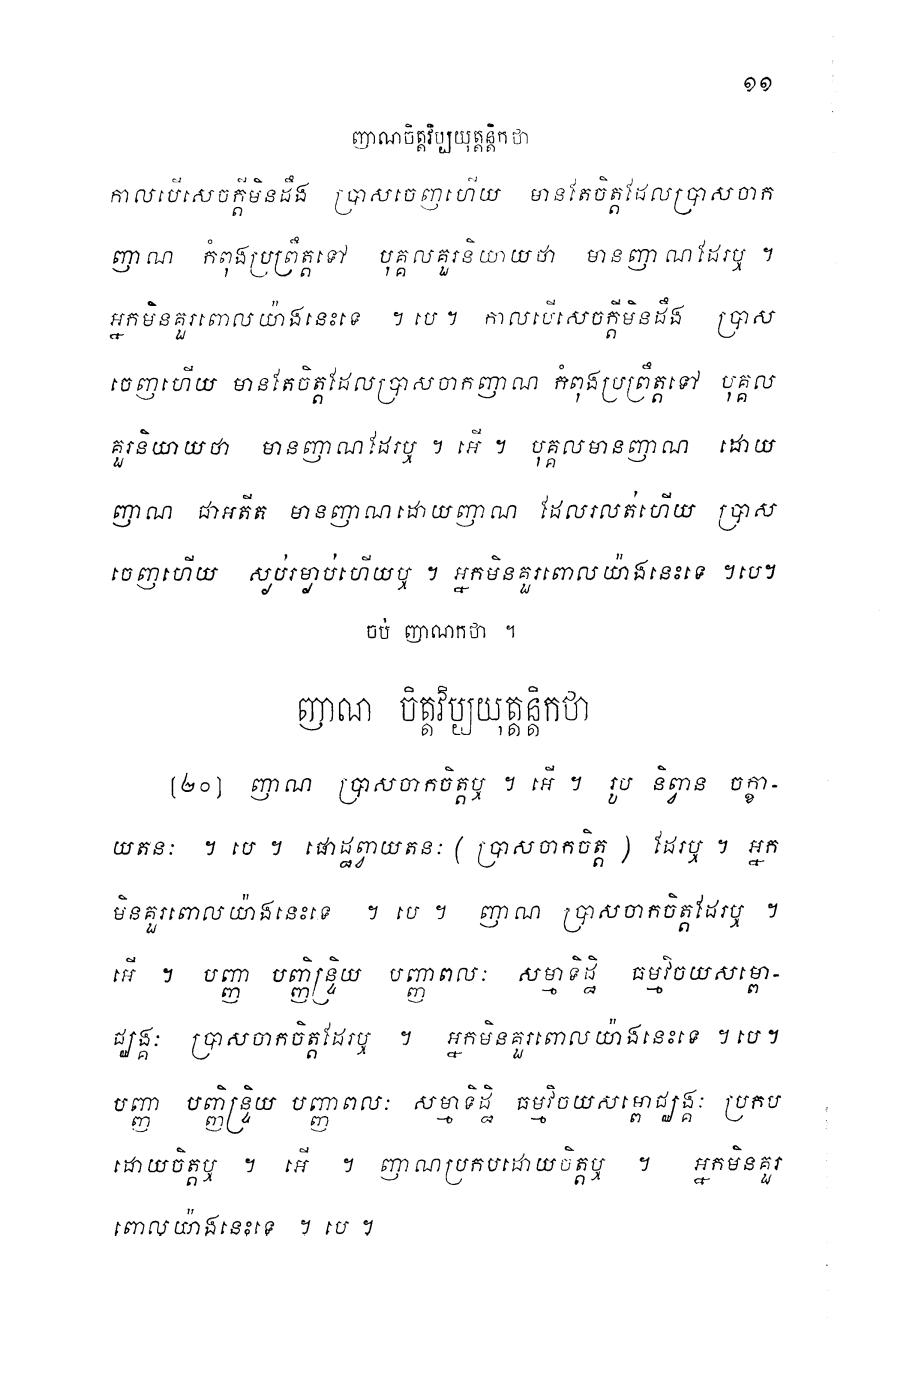 ១១
ញាណចិត្តវិប្បយុត្តន្តិកថា
កាលបើសេចក្ដីមិនដឹង ប្រាសចេញហើយ មានតែចិត្តដែលប្រាសចាក
ញាណ កំពុងប្រព្រឹត្តទៅ បុគ្គលគួរនិយាយថា មានញាណដែរឬ ។
អ្នកមិនគួរពោលយ៉ាងនេះទេ ។ បេ ។ កាលបើសេចក្ដីមិនដឹង ប្រាស
ចេញហើយ មានតែចិត្តដែលប្រាសចាកញាណ កំពុងប្រព្រឹត្តទៅ បុគ្គល
គួរនិយាយថា មានញាណដែរឬ ។ អើ ។ បុគ្គលមានញាណ ដោយ
ញាណ ជាអតីត មានញាណដោយញាណ ដែលរលត់ហើយ ប្រាស
ចេញហើយ ស្ងប់រម្ងាប់ហើយឬ ។ អ្នកមិនគួរពោលយ៉ាងនេះទេ ។បេ។
ចប់ ញាណកថា ។
ញាណ ចិត្តវិប្បយុត្តន្តិកថា
[២០] ញាណ ប្រាសចាកចិត្តឬ ។ អើ ។ រូប និព្វាន ចក្ខា-
យតនៈ ។ បេ ។ ផោដ្ឋព្វាយតនៈ ( ប្រាសចាកចិត្ត ) ដែរឬ ។ អ្នក
មិនគួរពោលយ៉ាងនេះទេ ។ បេ ។ ញាណ ប្រាសចាកចិត្តដែរឬ ។
អើ ។ បញ្ញា បញ្ញិន្ទ្រិយ បញ្ញាពលៈ សម្មាទិដ្ឋិ ធម្មវិចយសម្ពោ-
ជ្ឈង្គៈ ប្រាសចាកចិត្តដែរឬ ។ អ្នកមិនគួរពោលយ៉ាងនេះទេ ។បេ។
បញ្ញា បញ្ញិន្ទ្រិយ បញ្ញាពលៈ សម្មាទិដ្ឋិ ធម្មវិចយសម្ពោជ្ឈង្គៈ ប្រកប
ដោយចិត្តឬ ។ អើ ។ ញាណប្រកបដោយចិត្តឬ ។ អ្នកមិនគួរ
ពោលយ៉ាងនេះទេ ។ បេ ។